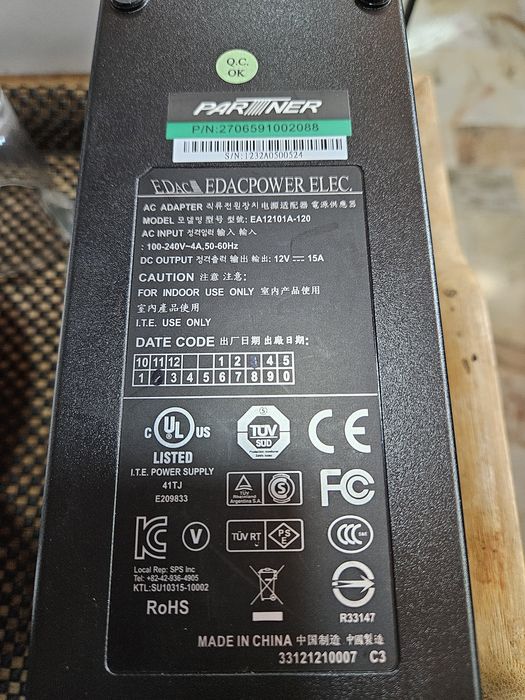 Q.C.
OK
PARTNER
P/N:2706591002088
S/N:1232A0500524
EDAC EDACPOWER ELEC.
AC ADAPTER 직류전원장치 电源适配器 電源供應器
MODEL 모델명 型号 型號: EA12101A-120
AC INPUT 정격입력 输入 輸入
: 100-240V~4A,50-60Hz
DC OUTPUT 정격출력 输出 輸出: 12V ⎓ 15A
CAUTION 注意 注意:
FOR INDOOR USE ONLY 室内产品使用
室內產品使用
I.T.E. USE ONLY
DATE CODE 出厂日期 出廠日期:
10 11 12 1 2 3 4 5
1 2 3 4 5 6 7 8 9 0
C UL US
LISTED
I.T.E. POWER SUPPLY
41TJ
E209833
S
TÜV
SÜD
CE
TÜV
Rheinland
Argentina S.A.
S
FC
KC
V
TÜV RT
PS
E
CCC
S&E
Local Rep: SPS Inc
Tel: +82-42-936-4905
KTL:SU10315-10002
RoHS
R33147
MADE IN CHINA 中国制造 中國製造
33121210007 C3